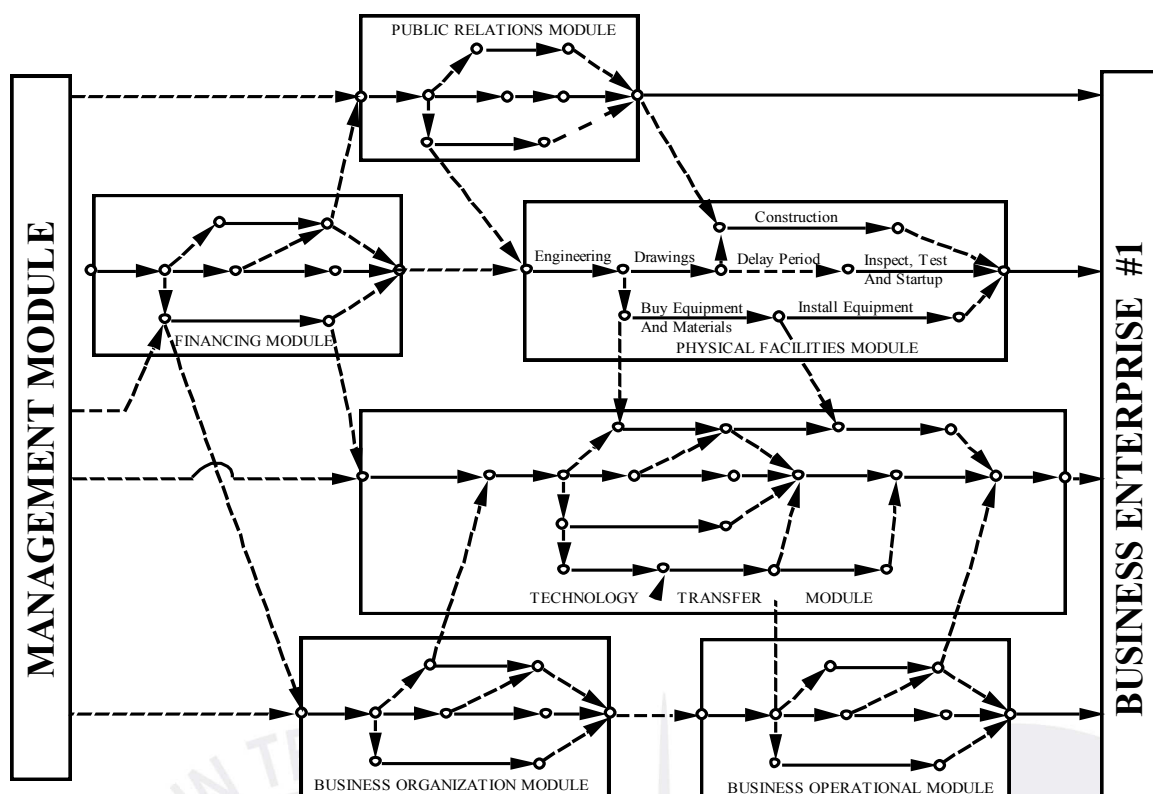 MANAGEMENT MODULE
PUBLIC RELATIONS MODULE
FINANCING MODULE
Engineering
Drawings
Construction
Delay Period
Inspect, Test
And Startup
Buy Equipment
And Materials
Install Equipment
PHYSICAL FACILITIES MODULE
TECHNOLOGY TRANSFER MODULE
BUSINESS ORGANIZATION MODULE
BUSINESS OPERATIONAL MODULE
BUSINESS ENTERPRISE #1